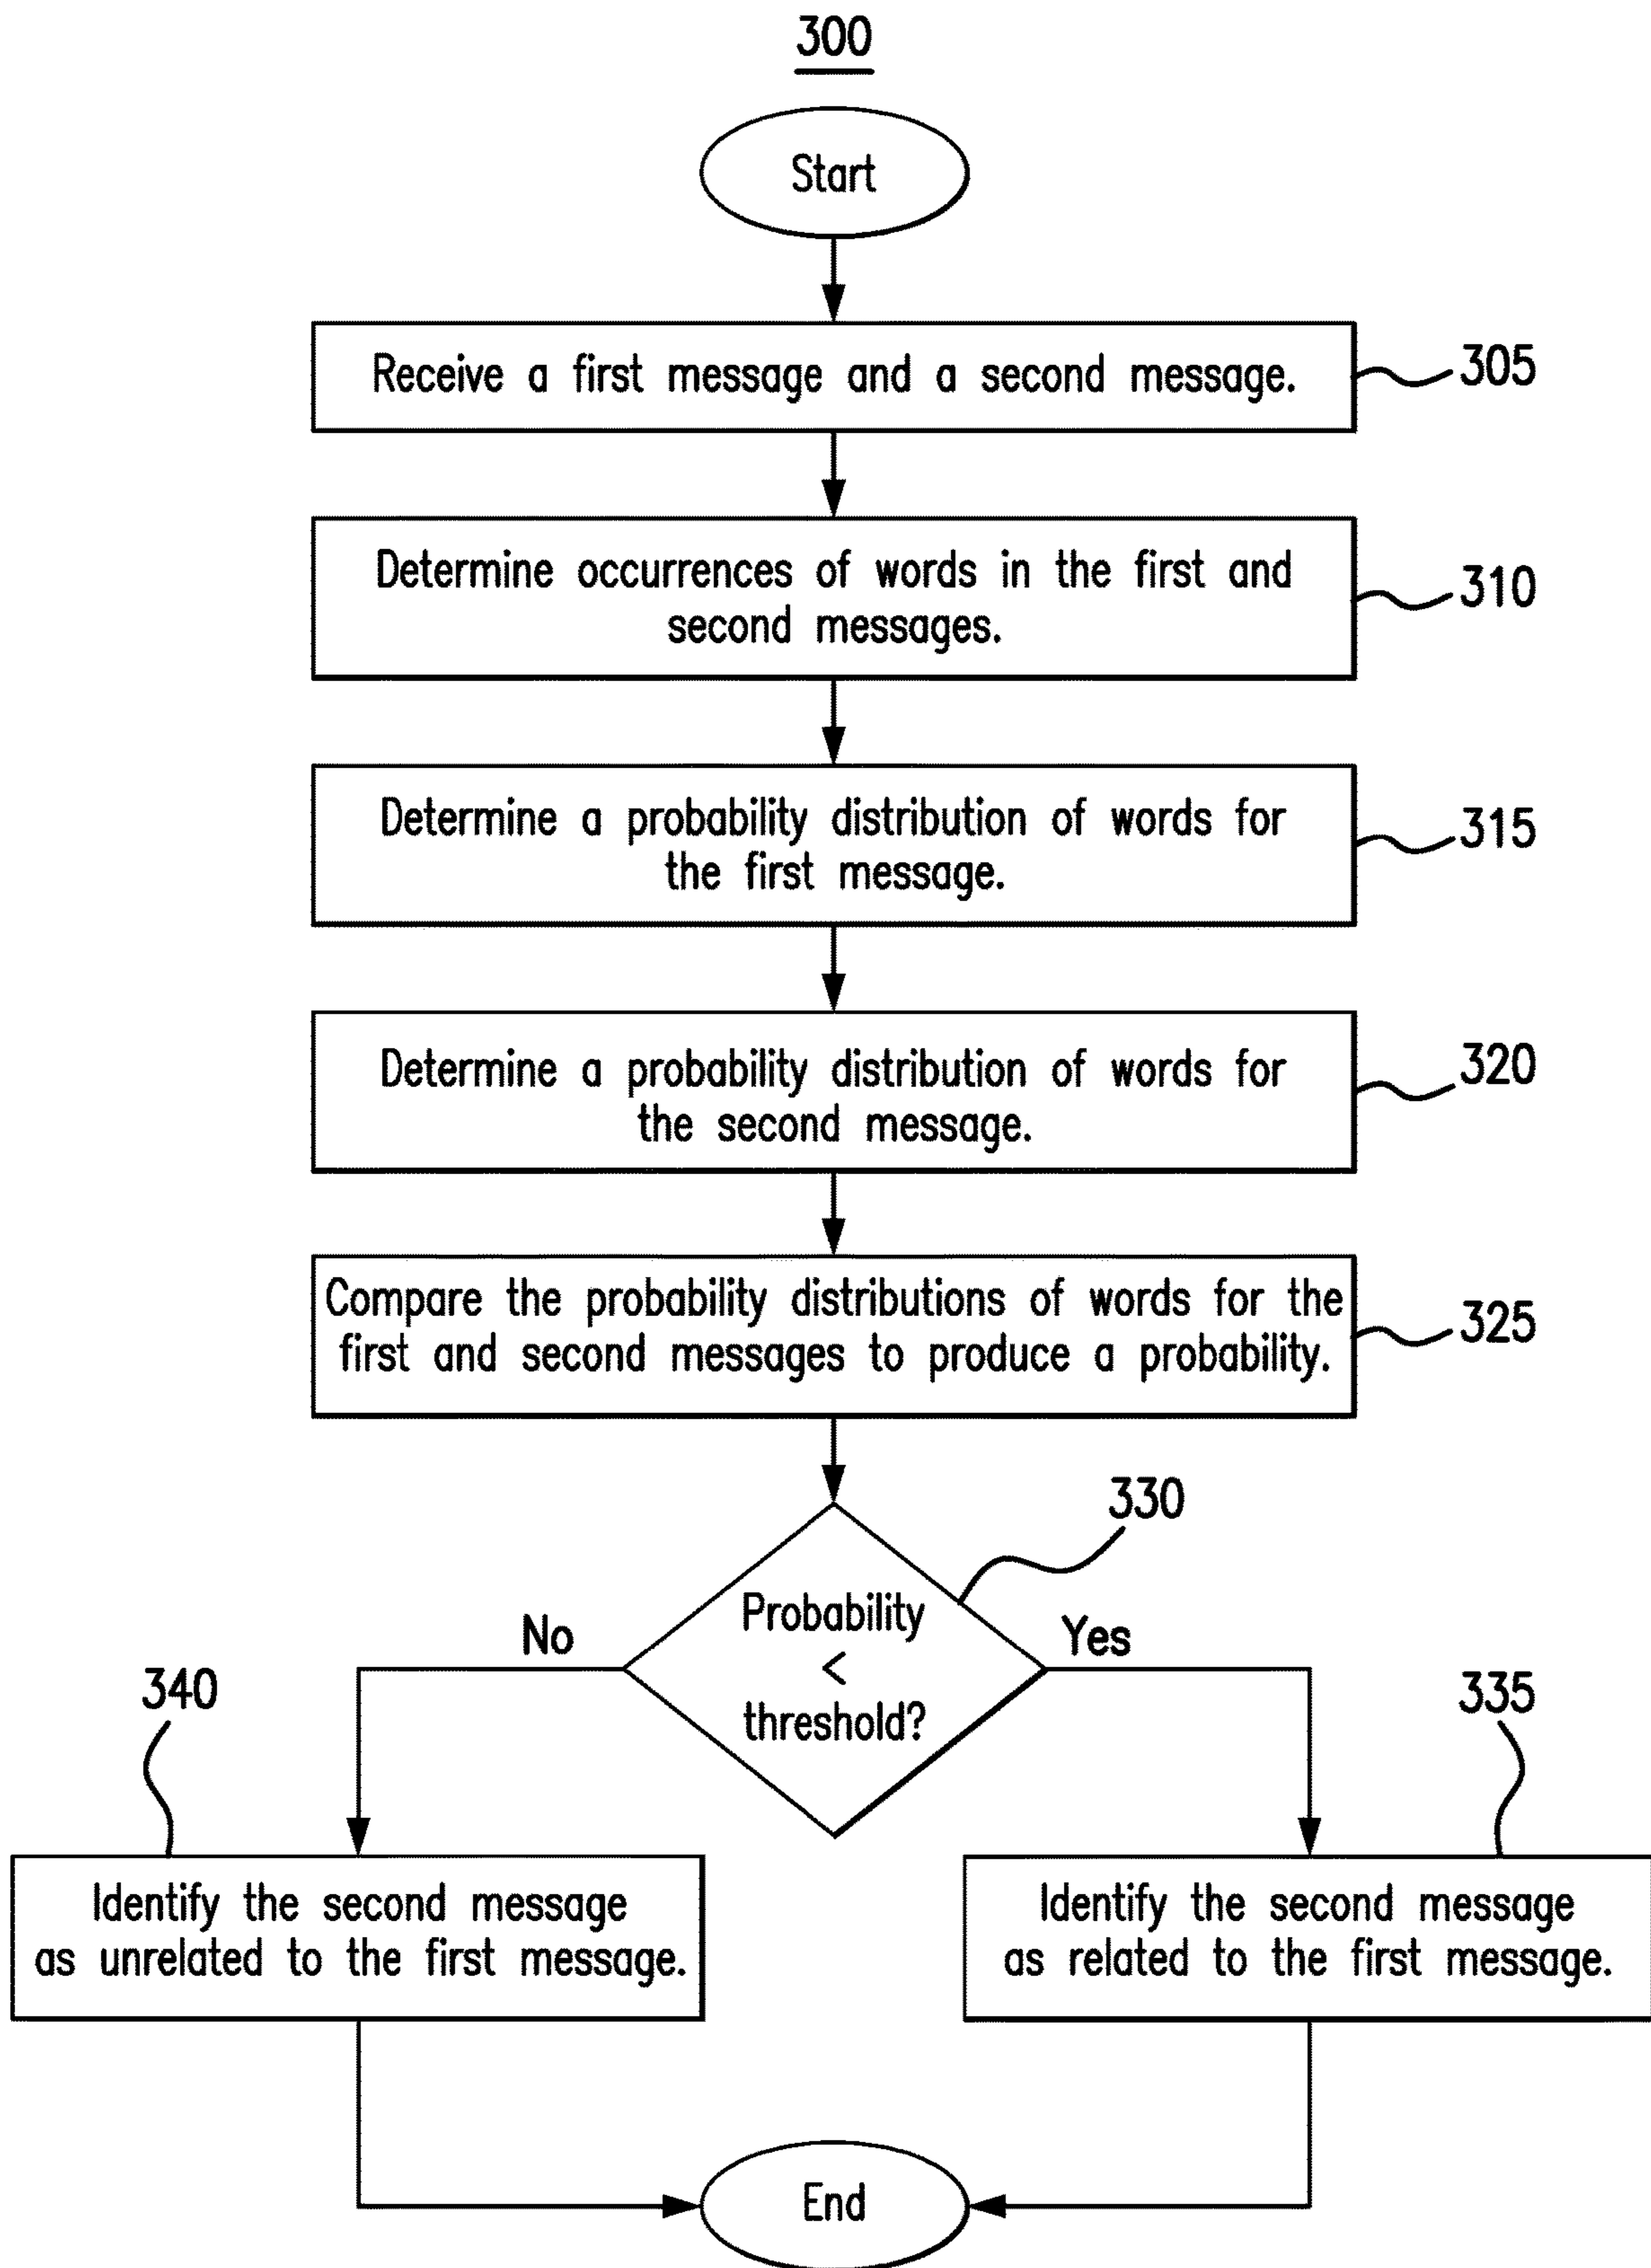 300
Start
Receive a first message and a second message.
305
Determine occurrences of words in the first and
second messages.
310
Determine a probability distribution of words for
the first message.
315
Determine a probability distribution of words for
the second message.
320
Compare the probability distributions of words for the
first and second messages to produce a probability.
325
330
Probability
<
threshold?
No
Yes
340
335
Identify the second message
as unrelated to the first message.
Identify the second message
as related to the first message.
End